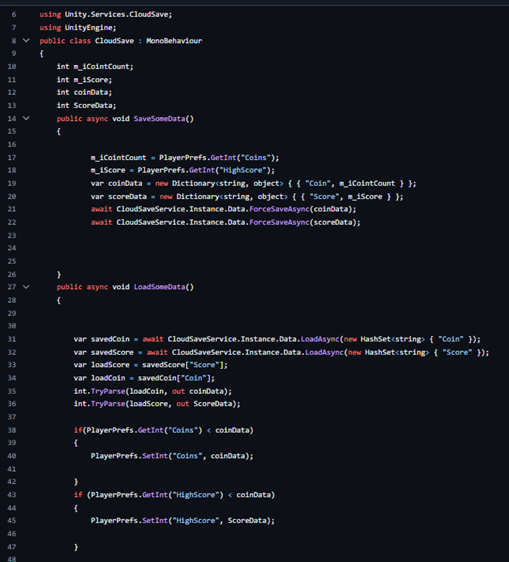 6 using Unity.Services.CloudSave;
7 using UnityEngine;
8 public class CloudSave : MonoBehaviour
9 {
10 int m_iCointCount;
11 int m_iScore;
12 int coinData;
13 int ScoreData;
14 public async void SaveSomeData()
15 {
16
17 m_iCointCount = PlayerPrefs.GetInt("Coins");
18 m_iScore = PlayerPrefs.GetInt("HighScore");
19 var coinData = new Dictionary<string, object> { { "Coin", m_iCointCount } };
20 var scoreData = new Dictionary<string, object> { { "Score", m_iScore } };
21 await CloudSaveService.Instance.Data.ForceSaveAsync(coinData);
22 await CloudSaveService.Instance.Data.ForceSaveAsync(scoreData);
23
24
25
26 }
27 public async void LoadSomeData()
28 {
29
30
31 var savedCoin = await CloudSaveService.Instance.Data.LoadAsync(new HashSet<string> { "Coin" });
32 var savedScore = await CloudSaveService.Instance.Data.LoadAsync(new HashSet<string> { "Score" });
33 var loadScore = savedScore["Score"];
34 var loadCoin = savedCoin["Coin"];
35 int.TryParse(loadCoin, out coinData);
36 int.TryParse(loadScore, out ScoreData);
37
38 if(PlayerPrefs.GetInt("Coins") < coinData)
39 {
40 PlayerPrefs.SetInt("Coins", coinData);
41
42 }
43 if (PlayerPrefs.GetInt("HighScore") < coinData)
44 {
45 PlayerPrefs.SetInt("HighScore", ScoreData);
46
47 }
48